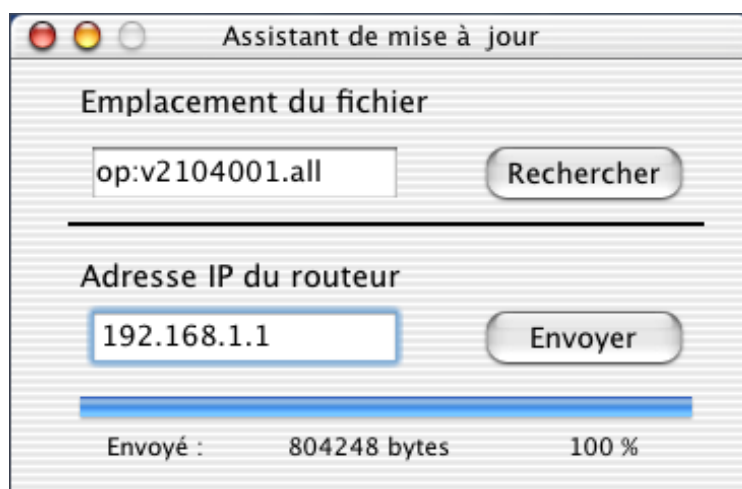 Assistant de mise à jour
Emplacement du fichier
op:v2104001.all
Rechercher
Adresse IP du routeur
192.168.1.1
Envoyer
Envoyé : 804248 bytes 100 %